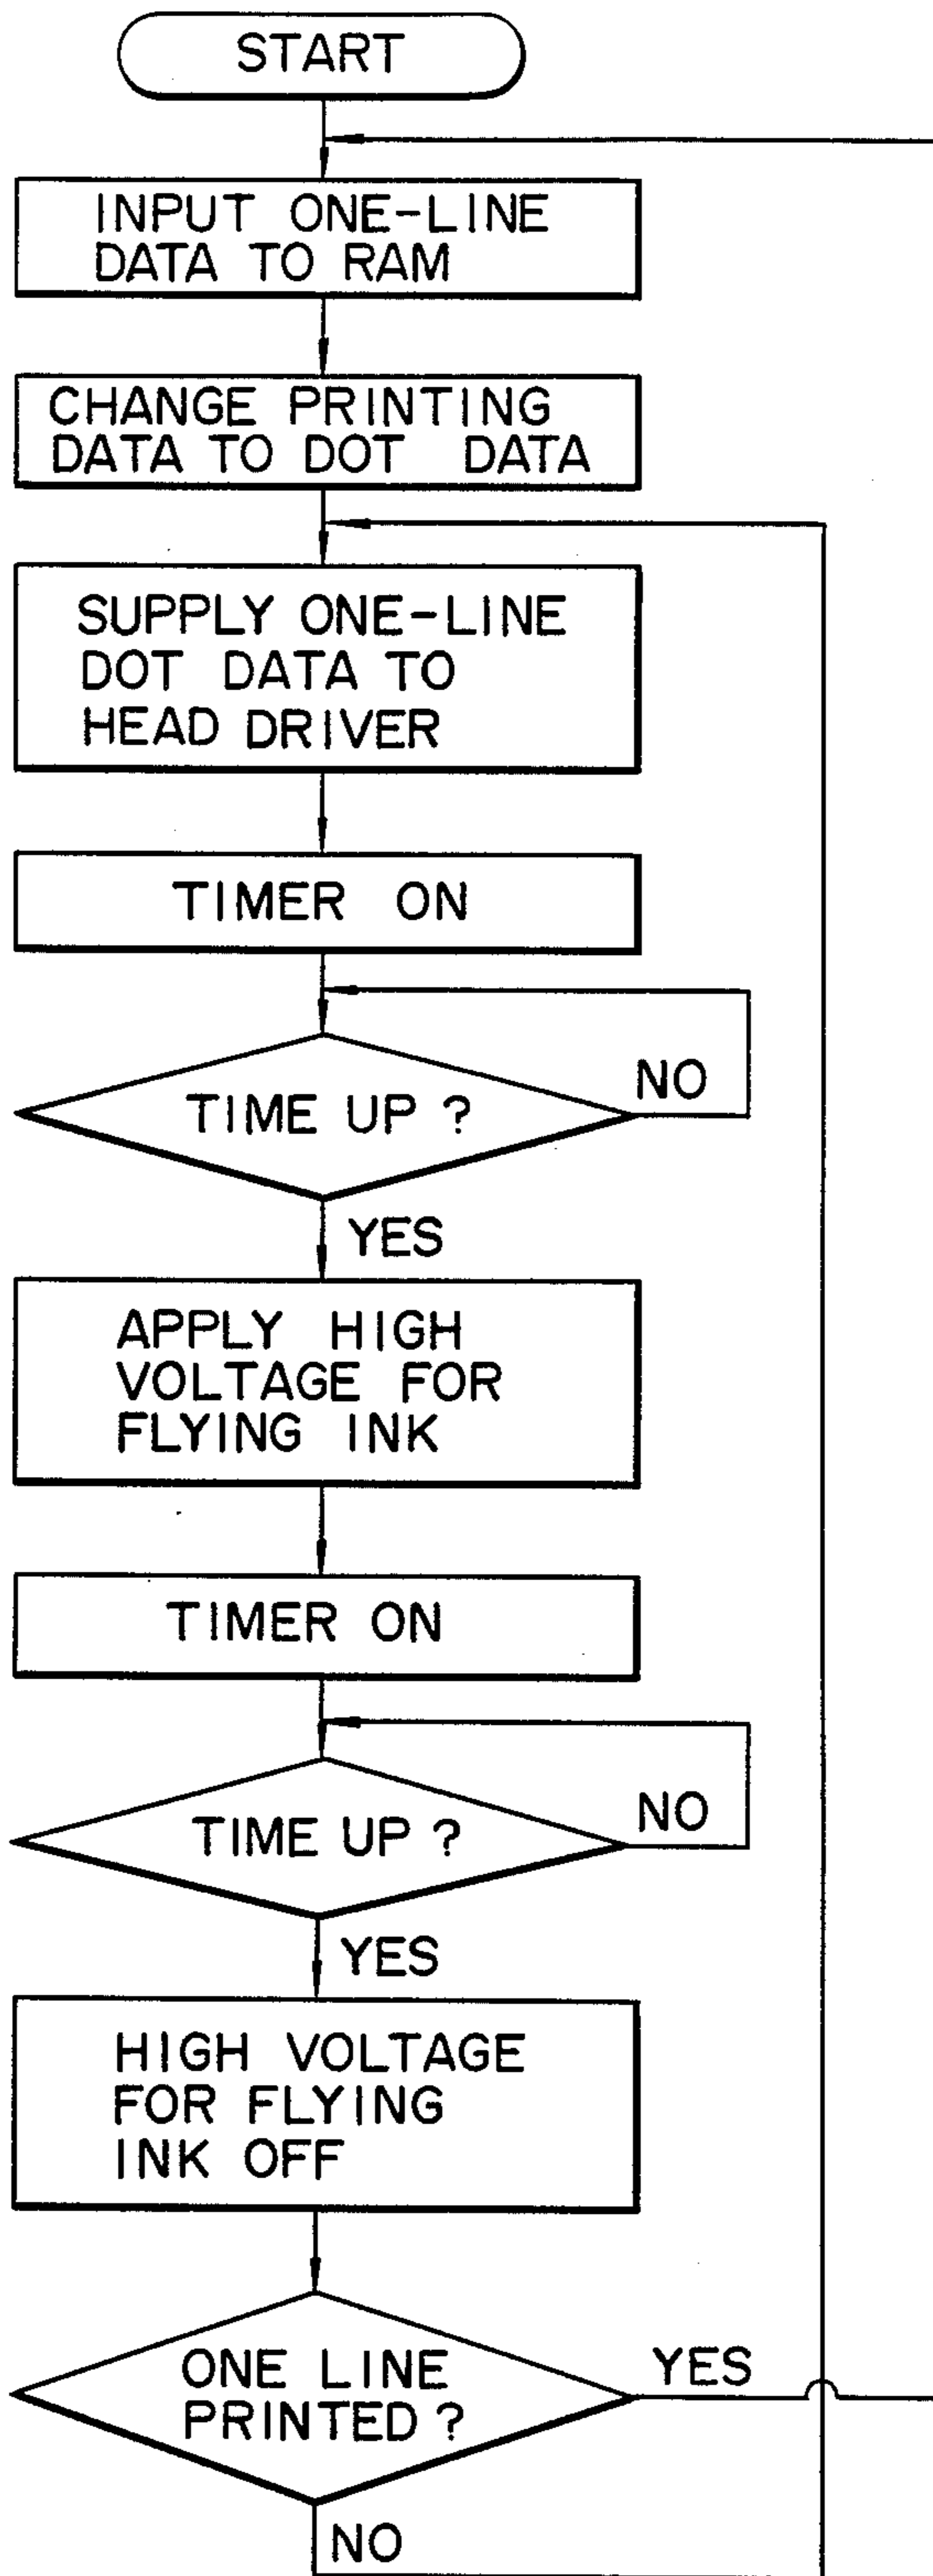 START
INPUT ONE-LINE
DATA TO RAM
CHANGE PRINTING
DATA TO DOT DATA
SUPPLY ONE-LINE
DOT DATA TO
HEAD DRIVER
TIMER ON
TIME UP ?
NO
YES
APPLY HIGH
VOLTAGE FOR
FLYING INK
TIMER ON
TIME UP ?
NO
YES
HIGH VOLTAGE
FOR FLYING
INK OFF
ONE LINE
PRINTED ?
YES
NO